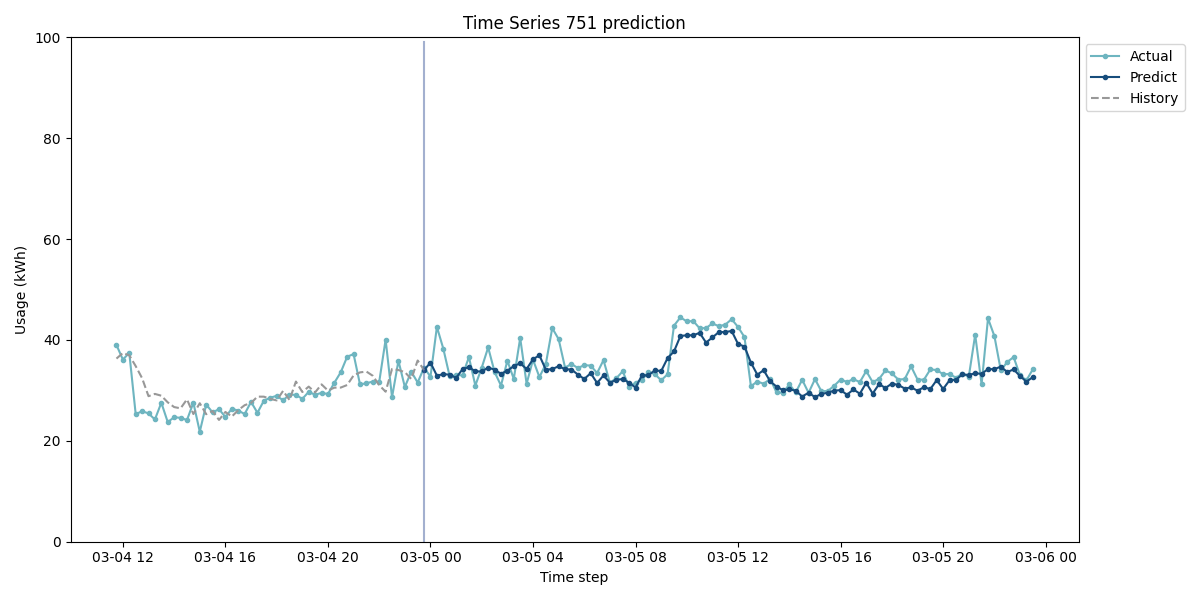 Time Series 751 prediction
Usage (kWh)
100
80
60
40
20
0
03-04 12
03-04 16
03-04 20
03-05 00
03-05 04
03-05 08
03-05 12
03-05 16
03-05 20
03-06 00
Time step
Actual
Predict
History